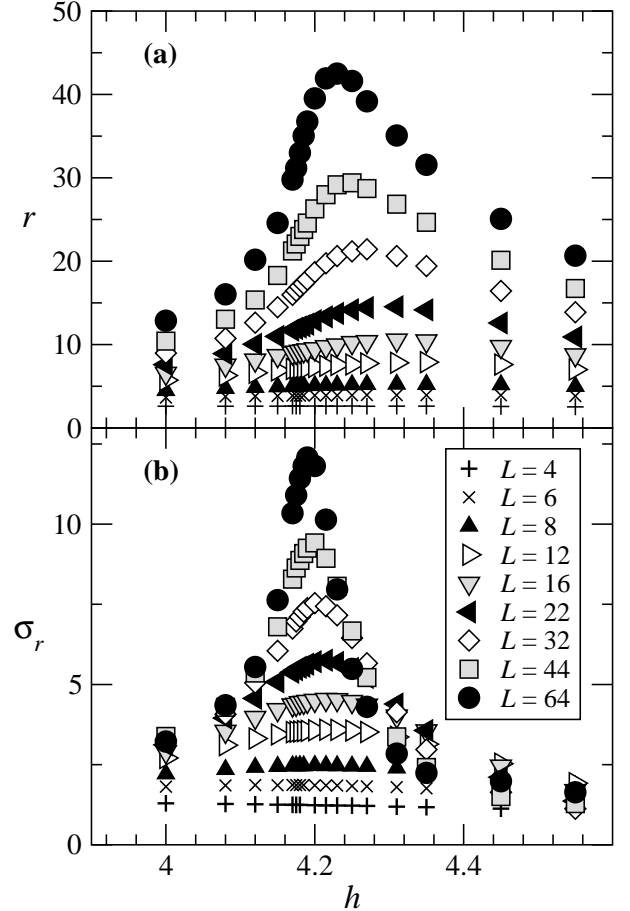 50
(a)
40
r
30
20
10
0
(b)
10
σr
5
0
L = 4
L = 6
L = 8
L = 12
L = 16
L = 22
L = 32
L = 44
L = 64
4 4.2 4.4
h